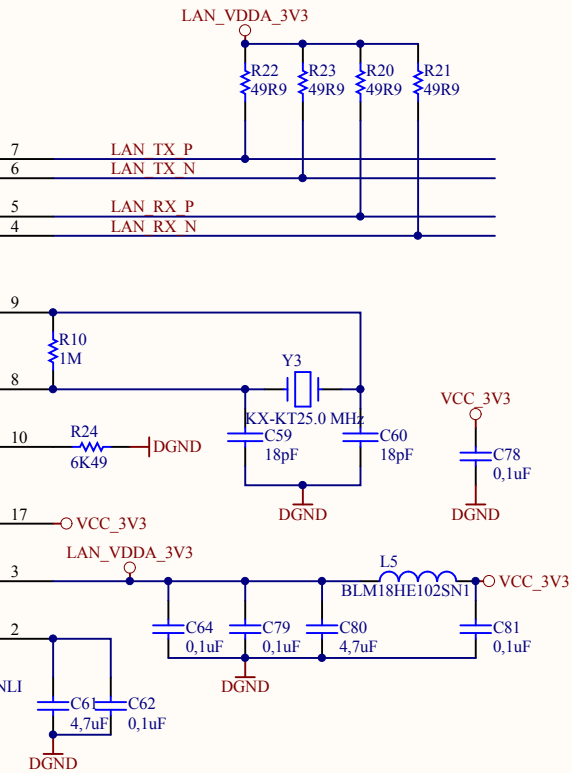 LAN_VDDA_3V3
R22
49R9
R23
49R9
R20
49R9
R21
49R9
7
LAN_TX_P
6
LAN_TX_N
5
LAN_RX_P
4
LAN_RX_N
9
R10
1M
8
Y3
KX-KT25.0 MHz
C59
18pF
C60
18pF
DGND
VCC_3V3
C78
0,1uF
DGND
10
R24
6K49
DGND
17
VCC_3V3
LAN_VDDA_3V3
3
L5
BLM18HE102SN1
VCC_3V3
C64
0,1uF
C79
0,1uF
C80
4,7uF
C81
0,1uF
DGND
2
NLI
C61
4,7uF
C62
0,1uF
DGND